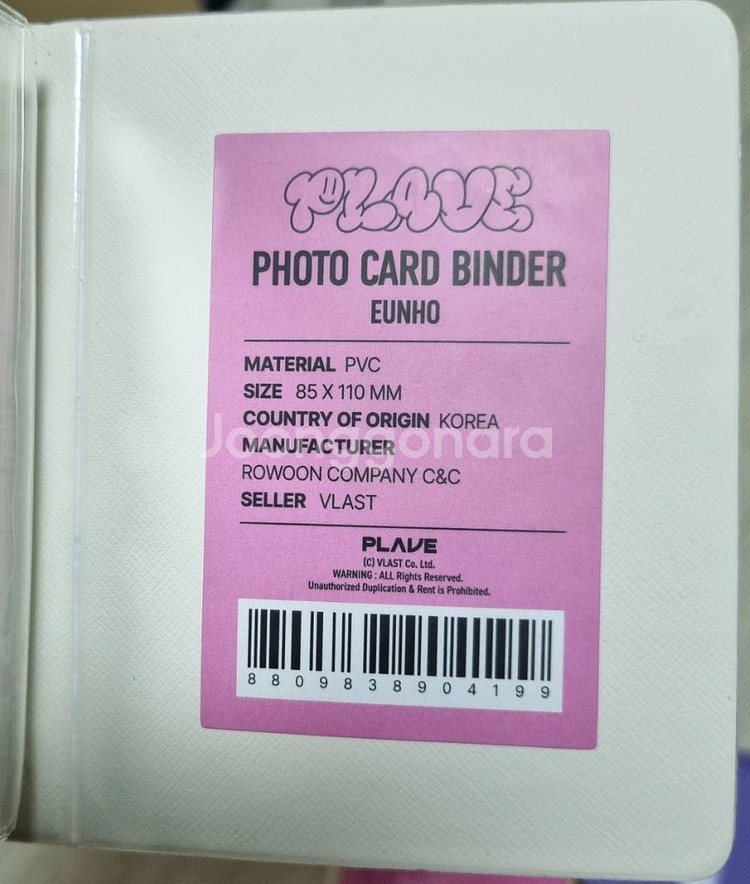 PLAVE
PHOTO CARD BINDER
EUNHO
MATERIAL PVC
SIZE 85 X 110 MM
COUNTRY OF ORIGIN KOREA
Joonggonara
MANUFACTURER
ROWOON COMPANY C&C
SELLER VLAST
PLAVE
(C) VLAST Co. Ltd.
WARNING : ALL Rights Reserved.
Unauthorized Duplication & Rent is Prohibited.
8809838904199